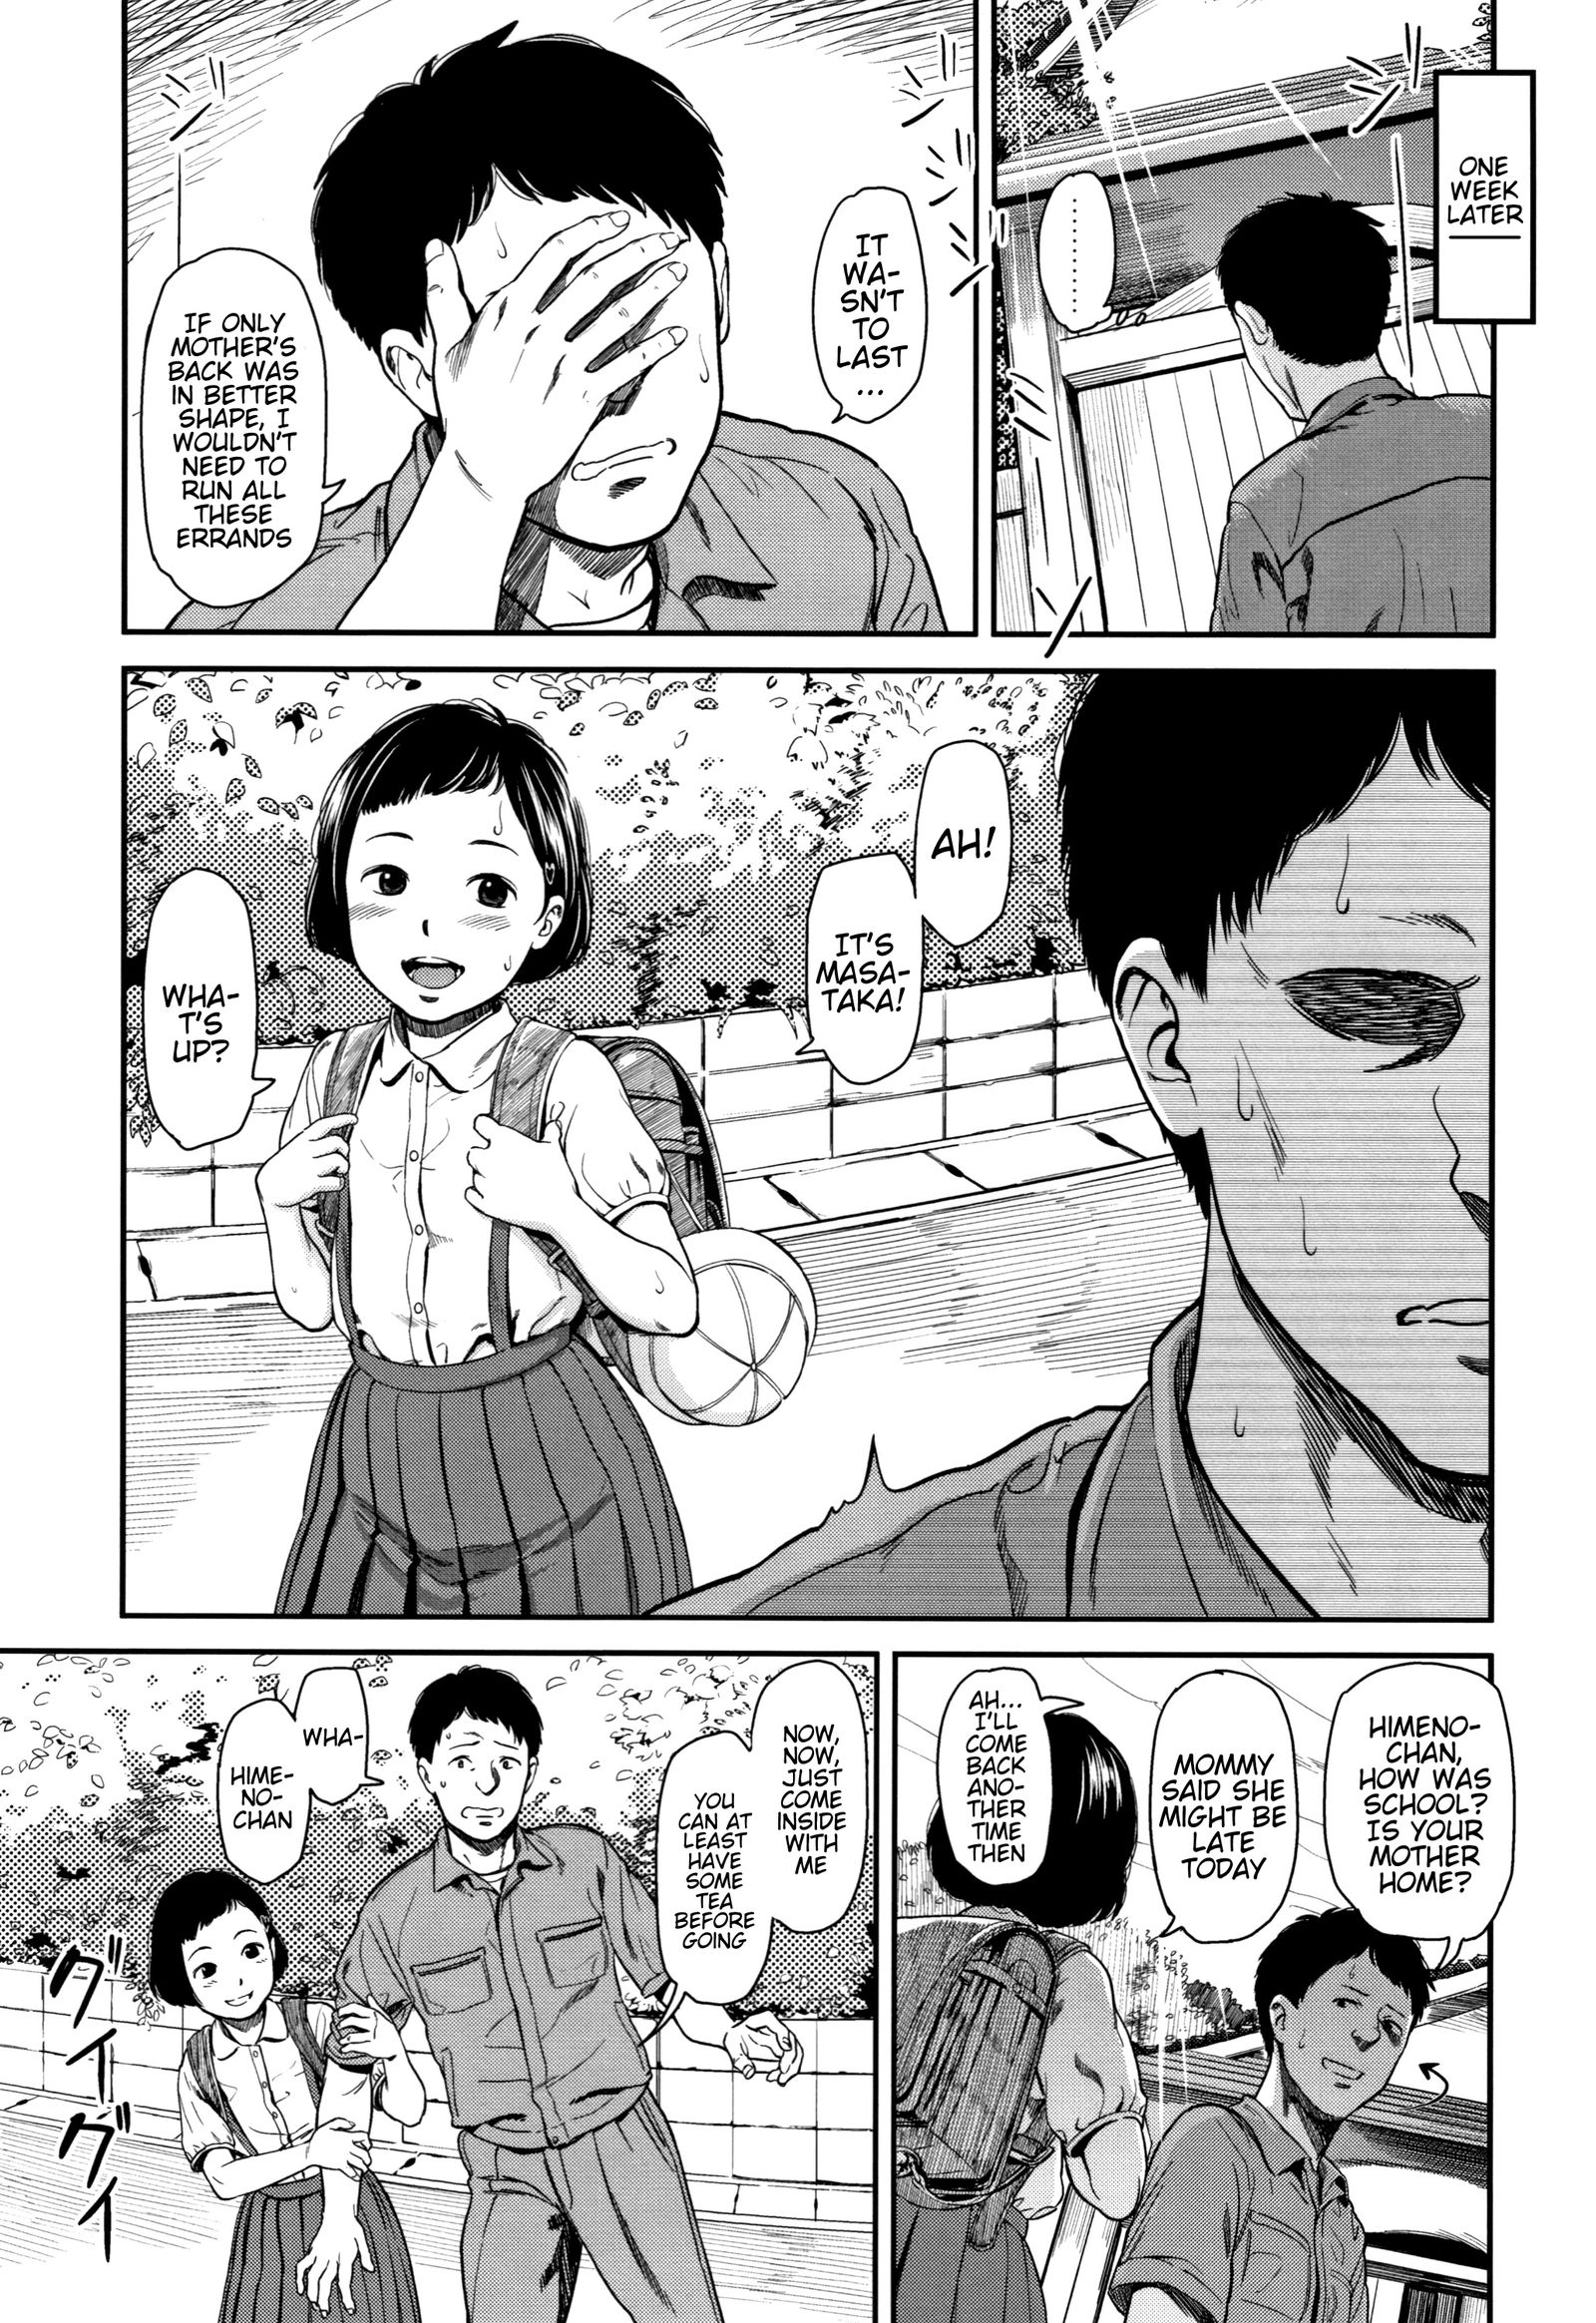 ONE
WEEK
LATER
..........
IT
WA-
SN'T
TO
LAST
...
IF ONLY
MOTHER'S
BACK WAS
IN BETTER
SHAPE, I
WOULDN'T
NEED TO
RUN ALL
THESE
ERRANDS
AH!
IT'S
MASA-
TAKA!
WHA-
T'S
UP?
HIMENO-
CHAN,
HOW WAS
SCHOOL?
IS YOUR
MOTHER
HOME?
MOMMY
SAID SHE
MIGHT BE
LATE
TODAY
AH...
I'LL
COME
BACK
ANO-
THER
TIME
THEN
NOW,
NOW,
JUST
COME
INSIDE
WITH
ME
YOU
CAN AT
LEAST
HAVE
SOME
TEA
BEFORE
GOING
WHA-
HIME-
NO-
CHAN
グイグイ